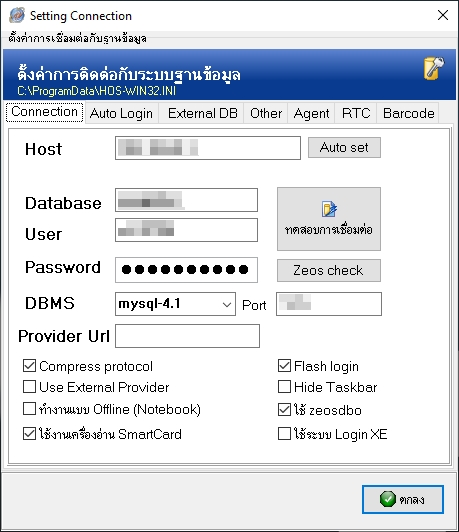 Setting Connection
ตั้งค่าการเชื่อมต่อกับฐานข้อมูล
ตั้งค่าการติดต่อกับระบบฐานข้อมูล
C:\ProgramData\HOS-WIN32.INI
Connection Auto Login External DB Other Agent RTC Barcode
Host Auto set
Database
User ทดสอบการเชื่อมต่อ
Password ●●●●●●●●●● Zeos check
DBMS mysql-4.1 Port
Provider Url
Compress protocol Flash login
Use External Provider Hide Taskbar
ทำงานแบบ Offline (Notebook) ใช้ zeosdbo
ใช้งานเครื่องอ่าน SmartCard ใช้ระบบ Login XE
ตกลง